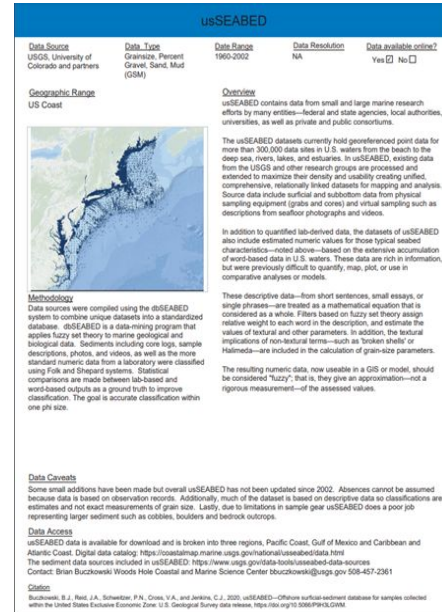 usSEABED
Data Source
USGS, University of
Colorado and partners
Data Type
Grainsize, Percent
Gravel, Sand, Mud
(GSM)
Date Range
1960-2002
Data Resolution
NA
Data available online?
Yes☑ No☐
Geographic Range
US Coast
Methodology
Data sources were compiled using the dbSEABED
system to combine unique datasets into a standardized
database. dbSEABED is a data-mining program that
applies fuzzy set theory to marine geological and
biological data. Sediments including core logs, sample
descriptions, photos, and videos, as well as the more
standard numeric data from a laboratory were classified
using Folk and Shepard systems. Statistical
comparisons are made between lab-based and
word-based outputs as a ground truth to improve
classification. The goal is accurate classification within
one phi size.
Overview
usSEABED contains data from small and large marine research
efforts by many entities—federal and state agencies, local authorities,
universities, as well as private and public consortiums.
The usSEABED datasets currently hold georeferenced point data for
more than 300,000 data sites in U.S. waters from the beach to the
deep sea, rivers, lakes, and estuaries. In usSEABED, existing data
from the USGS and other research groups are processed and
extended to maximize their density and usability creating unified,
comprehensive, relationally linked datasets for mapping and analysis.
Source data include surficial and subbottom data from physical
sampling equipment (grabs and cores) and virtual sampling such as
descriptions from seafloor photographs and videos.
In addition to quantified lab-derived data, the datasets of usSEABED
also include estimated numeric values for those typical seabed
characteristics—noted above—based on the extensive accumulation
of word-based data in U.S. waters. These data are rich in information,
but were previously difficult to quantify, map, plot, or use in
comparative analyses or models.
These descriptive data—from short sentences, small essays, or
single phrases—are treated as a mathematical equation that is
considered as a whole. Filters based on fuzzy set theory assign
relative weight to each word in the description, and estimate the
values of textural and other parameters. In addition, the textural
implications of non-textural terms—such as 'broken shells' or
Halimeda—are included in the calculation of grain-size parameters.
The resulting numeric data, now useable in a GIS or model, should
be considered "fuzzy"; that is, they give an approximation—not a
rigorous measurement—of the assessed values.
Data Caveats
Some small additions have been made but overall usSEABED has not been updated since 2002. Absences cannot be assumed
because data is based on observation records. Additionally, much of the dataset is based on descriptive data so classifications are
estimates and not exact measurements of grain size. Lastly, due to limitations in sample gear usSEABED does a poor job
representing larger sediment such as cobbles, boulders and bedrock outcrops.
Data Access
usSEABED data is available for download and is broken into three regions, Pacific Coast, Gulf of Mexico and Caribbean and
Atlantic Coast. Digital data catalog: https://coastalmap.marine.usgs.gov/national/usseabed/data.html
The sediment data sources included in usSEABED: https://www.usgs.gov/data-tools/usseabed-data-sources
Contact: Brian Buczkowski Woods Hole Coastal and Marine Science Center bbuczkowski@usgs.gov 508-457-2361
Citation
Buczkowski, B.J., Reid, J.A., Schweitzer, P.N., Cross, V.A., and Jenkins, C.J., 2020, usSEABED—Offshore surficial-sediment database for samples collected
within the United States Exclusive Economic Zone: U.S. Geological Survey data release, https://doi.org/10.5066/P9H3LGWM.